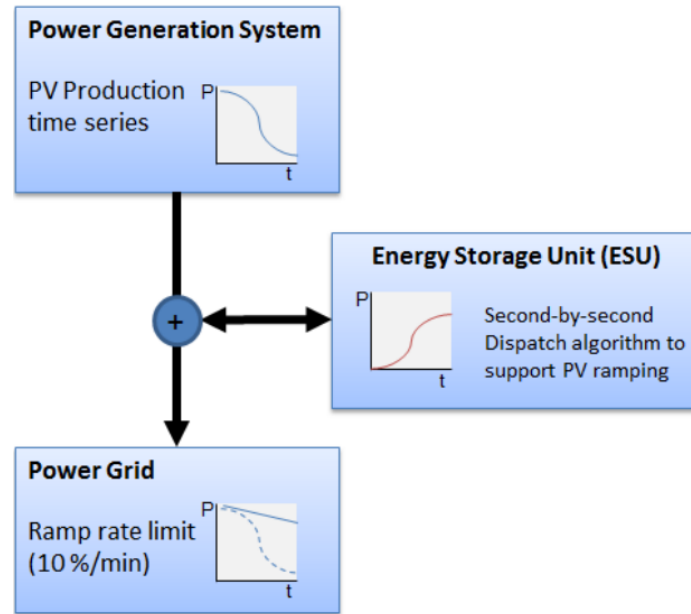 Power Generation System
PV Production
time series
P
t
Energy Storage Unit (ESU)
P
t
Second-by-second
Dispatch algorithm to
support PV ramping
+
Power Grid
Ramp rate limit
(10 %/min)
P
t